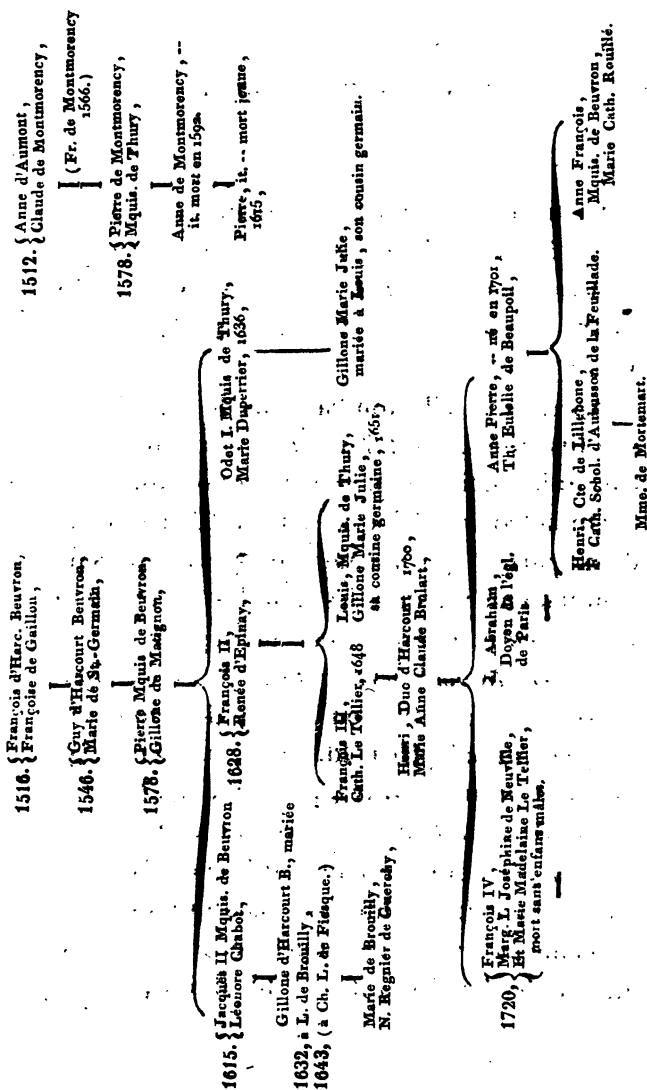 1516. { François d'Harc. Beuvron,
Françoise de Gaillon,
1546. { Guy d'Harcourt Beuvron,
Marie de St.-Germain,
1578. { Pierre Mquis de Beuvron,
Gillone de Matignon,
1512. { Anne d'Aumont,
Claude de Montmorency,
(Fr. de Montmorency
1566.)
1578. { Pierre de Montmorency,
Mquis. de Thury,
Anne de Montmorency, --
it. mort en 1592.
Pierre, it. -- mort jeune,
1615,
1615. { Jacques II Mquis. de Beuvron
Léonore Chabot,
Gillone d'Harcourt B., mariée
1632, à L. de Brouilly,
1643, (à Ch. L. de Fiesque.)
Marie de Brouilly,
N. Regnier de Guerchy,
1628. { François II,
Renée d'Epinay,
Odet I. Mquis de Thury,
Marie Duperrier, 1636,
François III,
Cath. Le Tellier, 1648
Louis, Mquis. de Thury,
Gillone Marie Julie,
sa cousine germaine, 1651,
Gillone Marie Julie,
mariée à Louis, son cousin germain.
Henri, Duc d'Harcourt 1700,
Marie Anne Claude Brulart,
1720, { François IV,
Marg. L. Joséphine de Neuville,
Et Marie Madelaine Le Tellier,
mort sans enfans mâles.
L. Abraham,
Doyen de l'égl.
de Paris.
Anne Pierre, -- né en 1701,
Th. Eulelie de Beaupoil,
Henri, Cte de Lillebone,
F Cath. Schol. d'Aubusson de la Feuillade.
Anne François,
Mquis. de Beuvron,
Marie Cath. Rouillé.
Mme. de Mortemart.